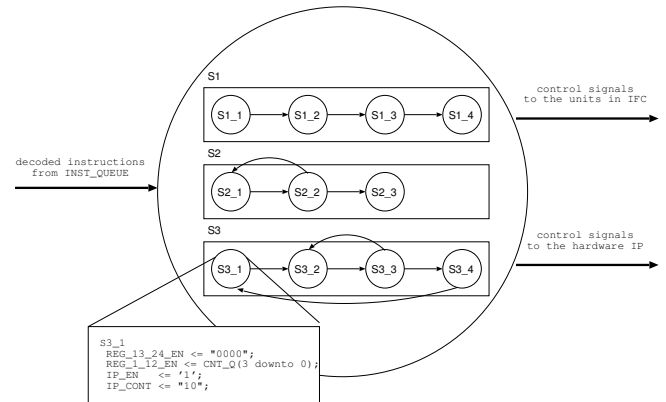 S1
S1_1
S1_2
S1_3
S1_4
control signals
to the units in IFC
decoded instructions
from INST_QUEUE
S2
S2_1
S2_2
S2_3
S3
S3_1
S3_2
S3_3
S3_4
control signals
to the hardware IP
S3_1
REG_13_24_EN <= "0000";
REG_1_12_EN <= CNT_Q(3 downto 0);
IP_EN <= '1';
IP_CONT <= "10";